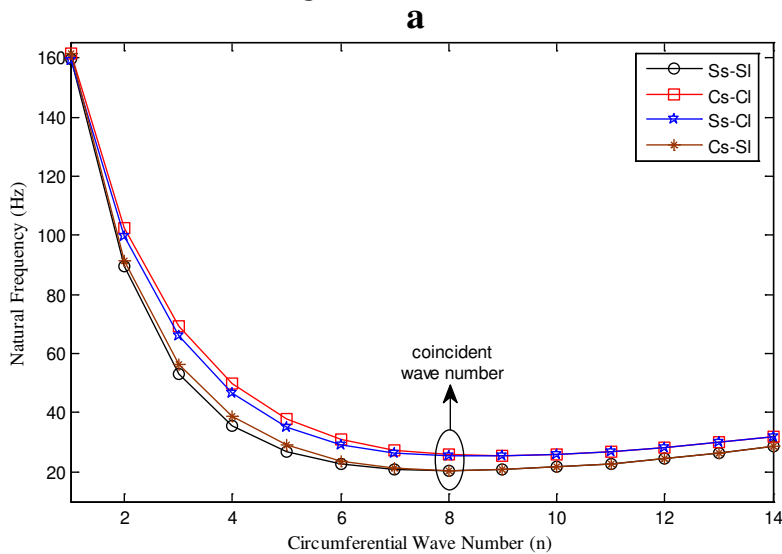 a
160
140
120
100
80
60
40
20
Natural Frequency (Hz)
Ss-Sl
Cs-Cl
Ss-Cl
Cs-Sl
coincident
wave number
2 4 6 8 10 12 14
Circumferential Wave Number (n)